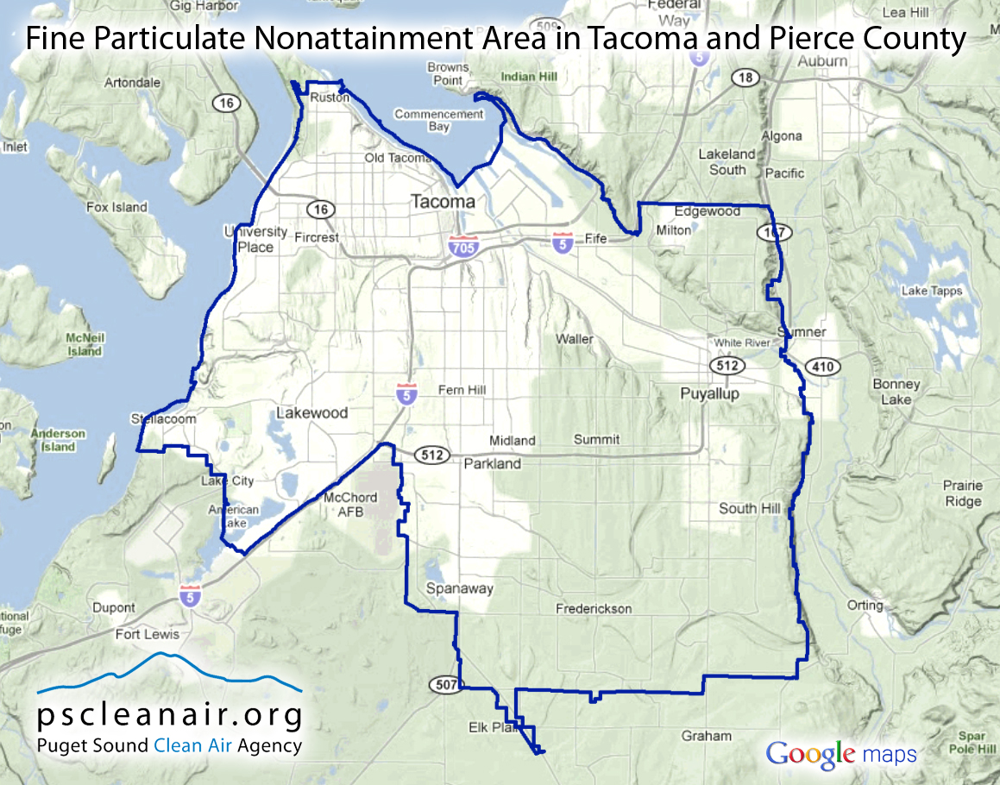 Gig Harbor
Federal
Way
Lea Hill
509
Fine Particulate Nonattainment Area in Tacoma and Pierce County
5
Auburn
Browns
Point
Indian Hill
18
Artondale
Ruston
16
Commencement
Bay
Algona
Inlet
Old Tacoma
Lakeland
South
Pacific
Fox Island
Tacoma
16
Edgewood
University
Place
Fircrest
Fife
Milton
167
705
5
Lake Tapps
McNeil
Island
Waller
Sumner
White River
512
410
Fern Hill
Puyallup
Bonney
Lake
5
Lakewood
Steilacoom
Anderson
Island
Midland
Summit
512
Parkland
Lake City
McChord
AFB
American
Lake
South Hill
Prairie
Ridge
Spanaway
5
Dupont
Frederickson
Orting
Fort Lewis
507
pscleanair.org
Puget Sound Clean Air Agency
Elk Plain
Graham
Spar
Pole Hill
Google maps